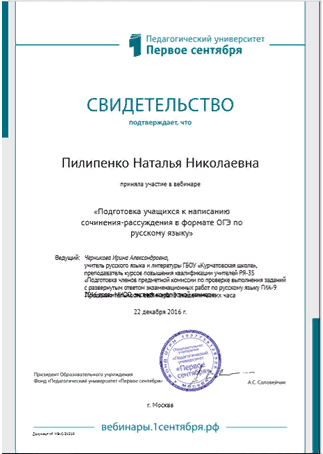 Педагогический университет
Первое сентября
СВИДЕТЕЛЬСТВО
подтверждает, что
Пилипенко Наталья Николаевна
приняла участие в вебинаре
«Подготовка учащихся к написанию
сочинения-рассуждения в формате ОГЭ по
русскому языку»
Ведущий: Черникова Ирина Александровна,
учитель русского языка и литературы ГБОУ «Курчатовская школа»,
преподаватель курсов повышения квалификации учителей РЯ-35
«Подготовка членов предметной комиссии по проверке выполнения заданий
с развернутым ответом экзаменационных работ по русскому языку ГИА-9
часа
22 декабря 2016 г.
«Педагогический
университет
«Первое
сентября»
Президент Образовательного учреждения
Фонд «Педагогический университет «Первое сентября»
А.С. Соловейчик
г. Москва
вебинары.1сентября.рф
Документ №